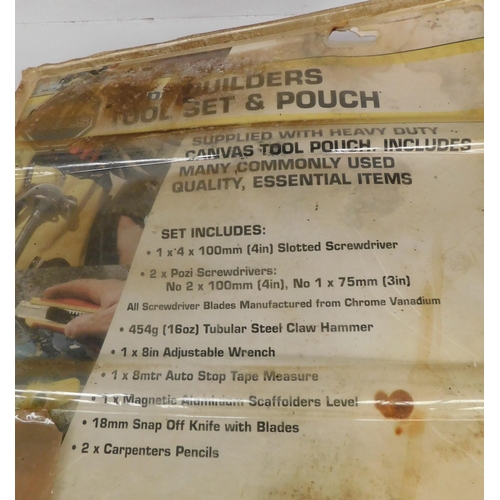 BUILDERS
TOOL SET & POUCH
SUPPLIED WITH HEAVY DUTY
CANVAS TOOL POUCH. INCLUDES
MANY COMMONLY USED
QUALITY, ESSENTIAL ITEMS
SET INCLUDES:
• 1 x 4 x 100mm (4in) Slotted Screwdriver
• 2 x Pozi Screwdrivers:
No 2 x 100mm (4in), No 1 x 75mm (3in)
All Screwdriver Blades Manufactured from Chrome Vanadium
• 454g (16oz) Tubular Steel Claw Hammer
• 1 x 8in Adjustable Wrench
• 1 x 8mtr Auto Stop Tape Measure
• 1 x Magnetic Aluminium Scaffolders Level
• 18mm Snap Off Knife with Blades
• 2 x Carpenters Pencils